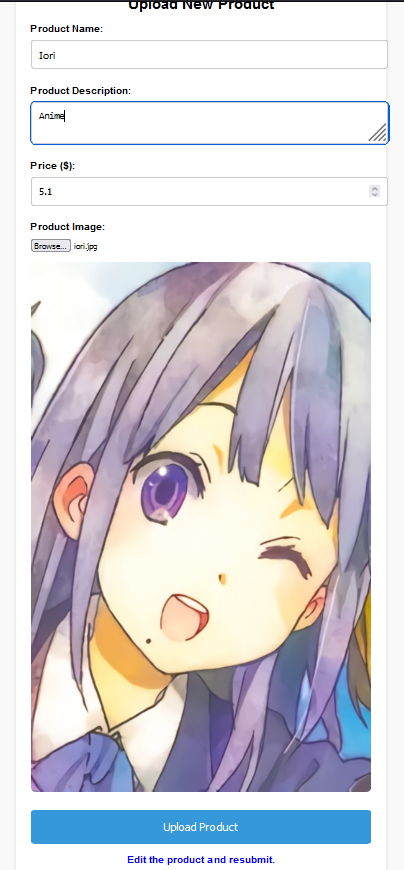 Upload New Product
Product Name:
Iori
Product Description:
Anime
Price ($):
5.1
Product Image:
Browse... iori.jpg
Upload Product
Edit the product and resubmit.